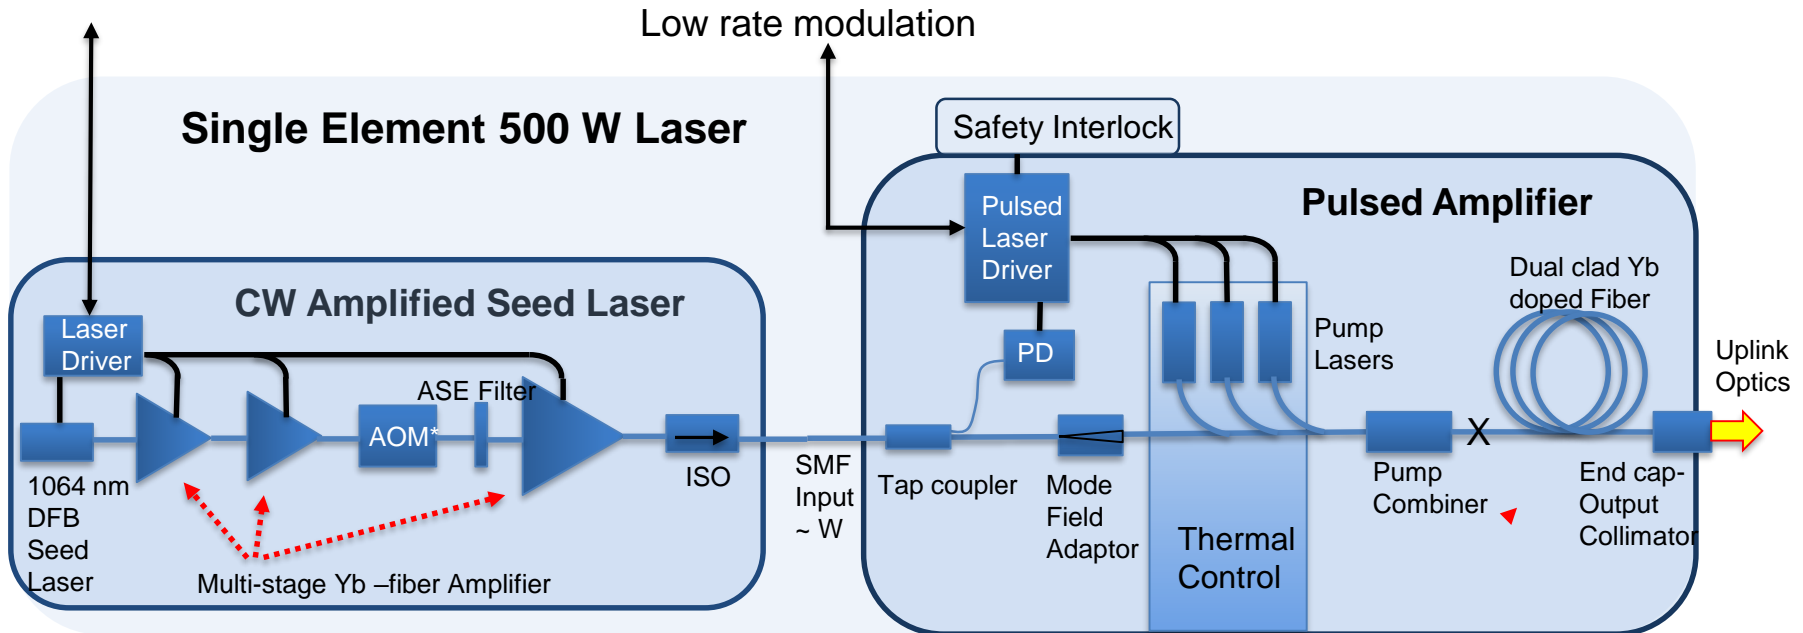 Low rate modulation
Single Element 500 W Laser
Safety Interlock
Pulsed Amplifier
Pulsed
Laser
Driver
Dual clad Yb
doped Fiber
CW Amplified Seed Laser
Laser
Driver
PD
Pump
Lasers
Uplink
Optics
ASE Filter
AOM*
ISO
1064 nm
DFB
Seed
Laser
SMF
Input
~ W
Tap coupler
Mode
Field
Adaptor
Thermal
Control
Pump
Combiner
X
End cap-
Output
Collimator
Multi-stage Yb –fiber Amplifier